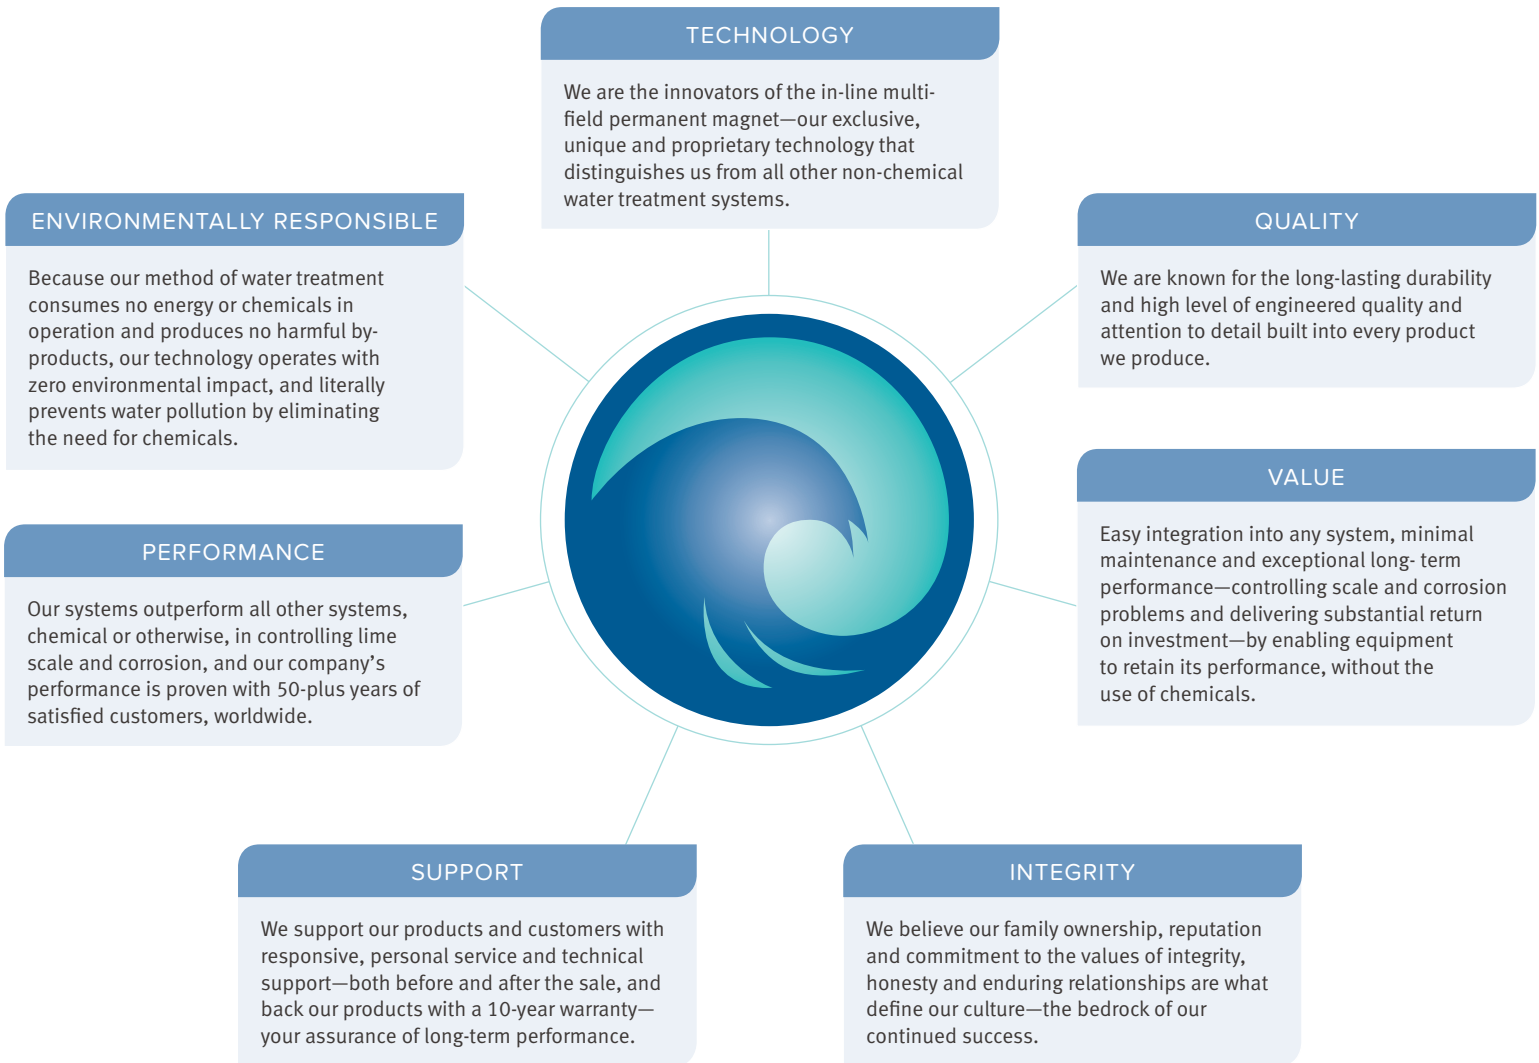 TECHNOLOGY
We are the innovators of the in-line multi-
field permanent magnet—our exclusive,
unique and proprietary technology that
distinguishes us from all other non-chemical
water treatment systems.
ENVIRONMENTALLY RESPONSIBLE
Because our method of water treatment
consumes no energy or chemicals in
operation and produces no harmful by-
products, our technology operates with
zero environmental impact, and literally
prevents water pollution by eliminating
the need for chemicals.
QUALITY
We are known for the long-lasting durability
and high level of engineered quality and
attention to detail built into every product
we produce.
PERFORMANCE
Our systems outperform all other systems,
chemical or otherwise, in controlling lime
scale and corrosion, and our company’s
performance is proven with 50-plus years of
satisfied customers, worldwide.
VALUE
Easy integration into any system, minimal
maintenance and exceptional long- term
performance—controlling scale and corrosion
problems and delivering substantial return
on investment—by enabling equipment
to retain its performance, without the
use of chemicals.
SUPPORT
We support our products and customers with
responsive, personal service and technical
support—both before and after the sale, and
back our products with a 10-year warranty—
your assurance of long-term performance.
INTEGRITY
We believe our family ownership, reputation
and commitment to the values of integrity,
honesty and enduring relationships are what
define our culture—the bedrock of our
continued success.